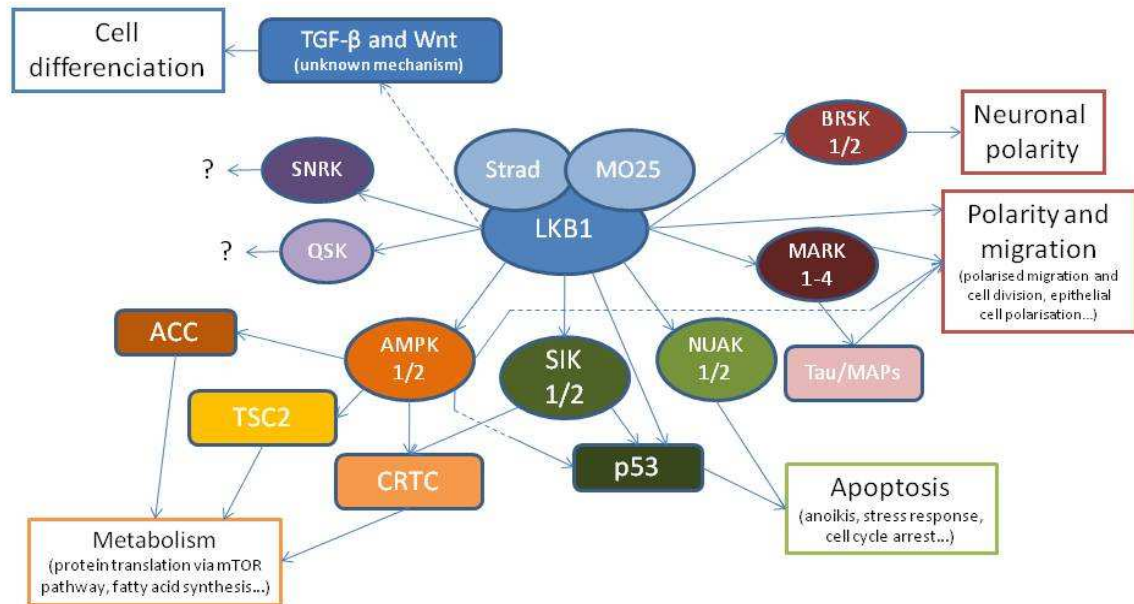 Cell
differenciation
TGF-β and Wnt
(unknown mechanism)
BRSK
1/2
Neuronal
polarity
?
SNRK
Strad
MO25
LKB1
?
QSK
MARK
1-4
Polarity and
migration
(polarised migration and
cell division, epithelial
cell polarisation...)
ACC
AMPK
1/2
SIK
1/2
NUAK
1/2
Tau/MAPs
TSC2
CRTC
p53
Apoptosis
(anoikis, stress response,
cell cycle arrest...)
Metabolism
(protein translation via mTOR
pathway, fatty acid synthesis...)